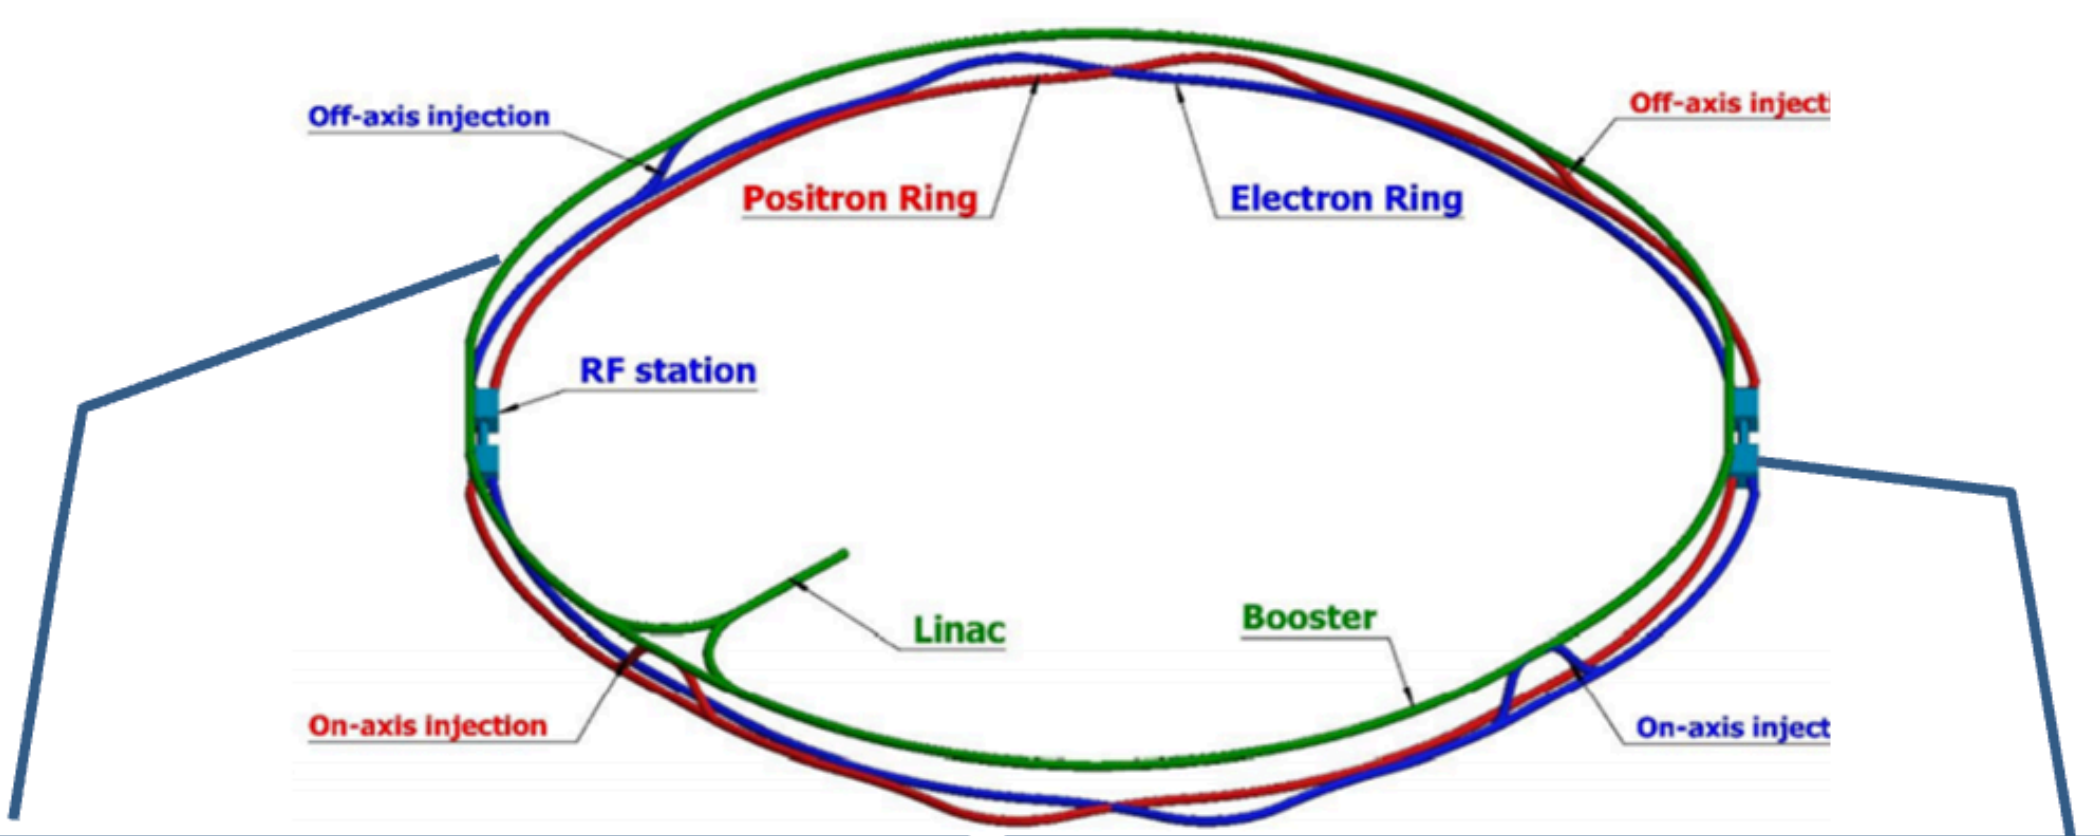 Off-axis injection
Off-axis inject
Positron Ring
Electron Ring
RF station
Linac
Booster
On-axis injection
On-axis inject